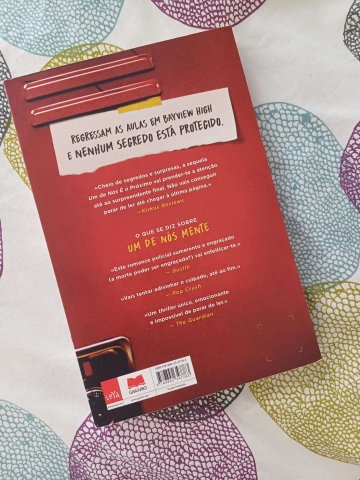 REGRESSAM AS AULAS EM BAYVIEW HIGH
E NENHUM SEGREDO ESTÁ PROTEGIDO.
«Cheio de segredos e surpresas, a sequela
Um de Nós É o Próximo vai prender-te a atenção
até ao surpreendente final. Não vais conseguir
parar de ler até chegar à última página.»
— Kirkus Reviews
O QUE SE DIZ SOBRE
UM DE NÓS MENTE
«Este romance policial sumarento e engraçado
(a morte pode ser engraçada?) vai enfeitiçar-te.»
— Bustle
«Vais tentar adivinhar o culpado, até ao fim.»
— Pop Crush
«Um thriller único, emocionante
e impossível de parar de ler.»
— The Guardian
LeYa
GAILIVRO